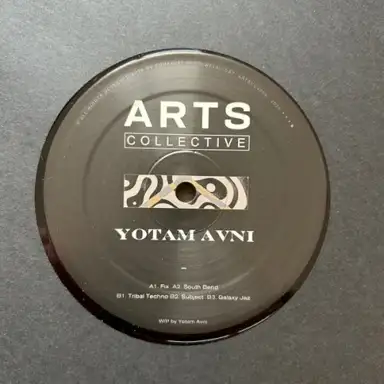 ARTS
COLLECTIVE
YOTAM AVNI
A1. Fix A2. South Bend
B1. Tribal Techno B2. Subject B3. Galaxy Jaé
W/P by Yotam Avni